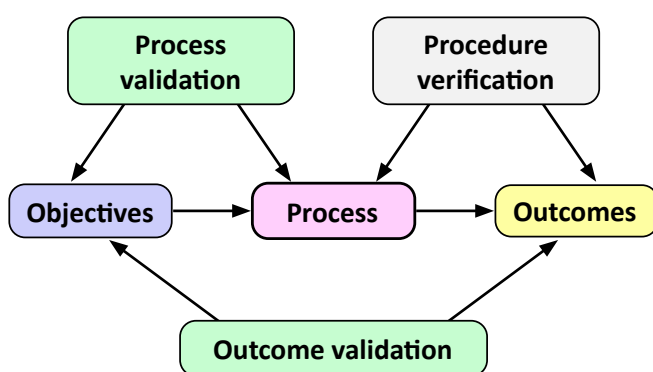 Process
validation
Procedure
verification
Objectives
Process
Outcomes
Outcome validation